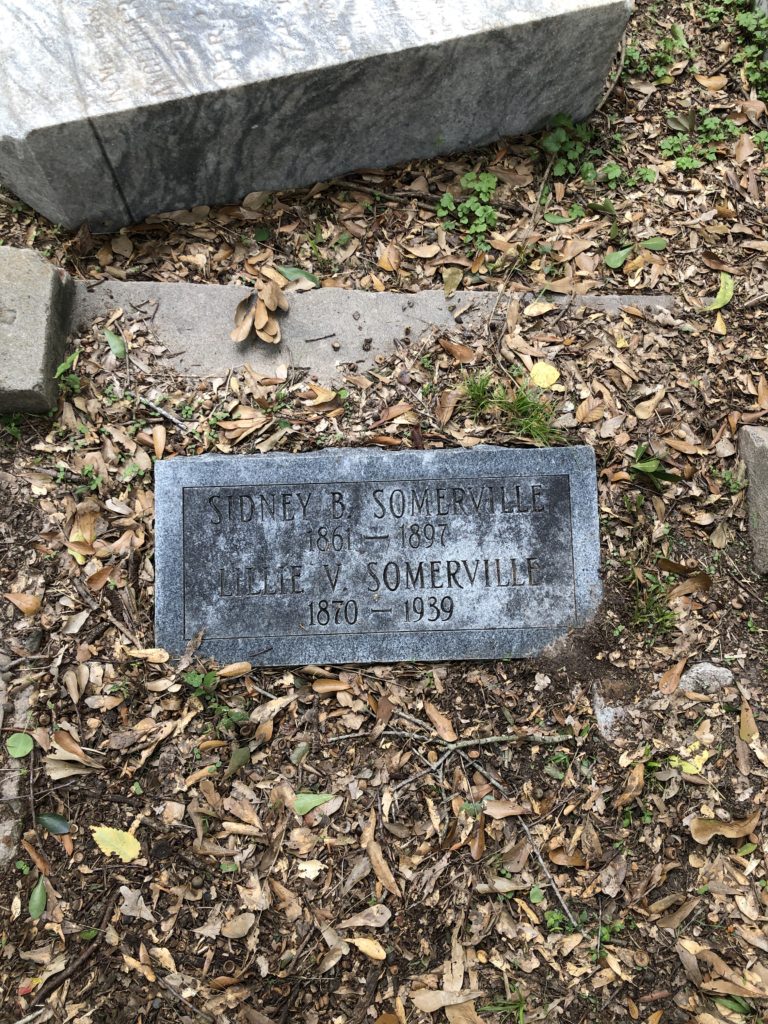 SIDNEY B. SOMERVILLE
1861 — 1897
LILLIE V. SOMERVILLE
1870 — 1939